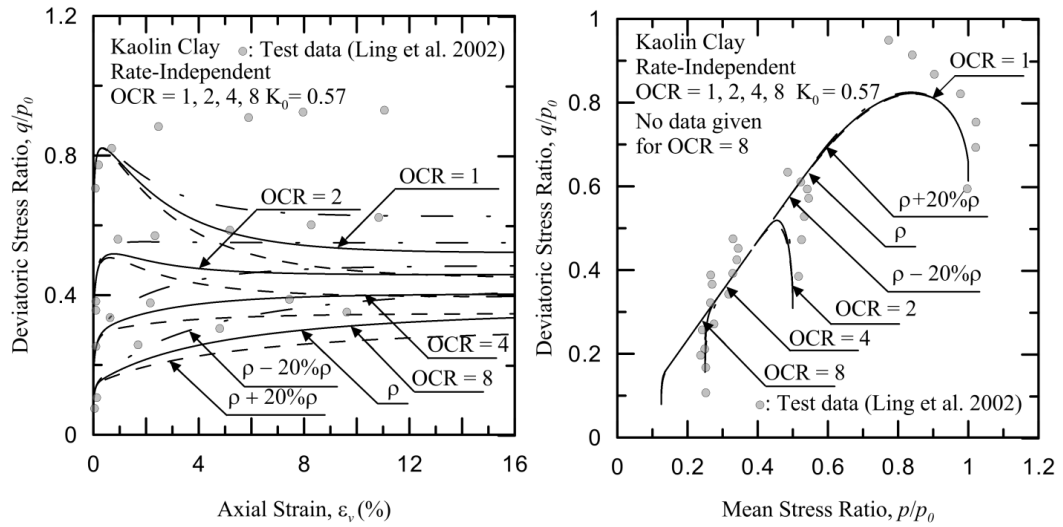 Kaolin Clay
: Test data (Ling et al. 2002)
Rate-Independent
OCR = 1, 2, 4, 8 K₀ = 0.57
OCR = 1
OCR = 2
OCR = 4
OCR = 8
ρ
ρ − 20%ρ
ρ + 20%ρ
Deviatoric Stress Ratio, q/p₀
0
0.4
0.8
1.2
0
4
8
12
16
Axial Strain, εᵥ (%)
Kaolin Clay
Rate-Independent
OCR = 1, 2, 4, 8 K₀ = 0.57
No data given
for OCR = 8
OCR = 1
ρ+20%ρ
ρ
ρ − 20%ρ
OCR = 2
OCR = 4
OCR = 8
: Test data (Ling et al. 2002)
Deviatoric Stress Ratio, q/p₀
0
0.2
0.4
0.6
0.8
1
0
0.2
0.4
0.6
0.8
1
1.2
Mean Stress Ratio, p/p₀